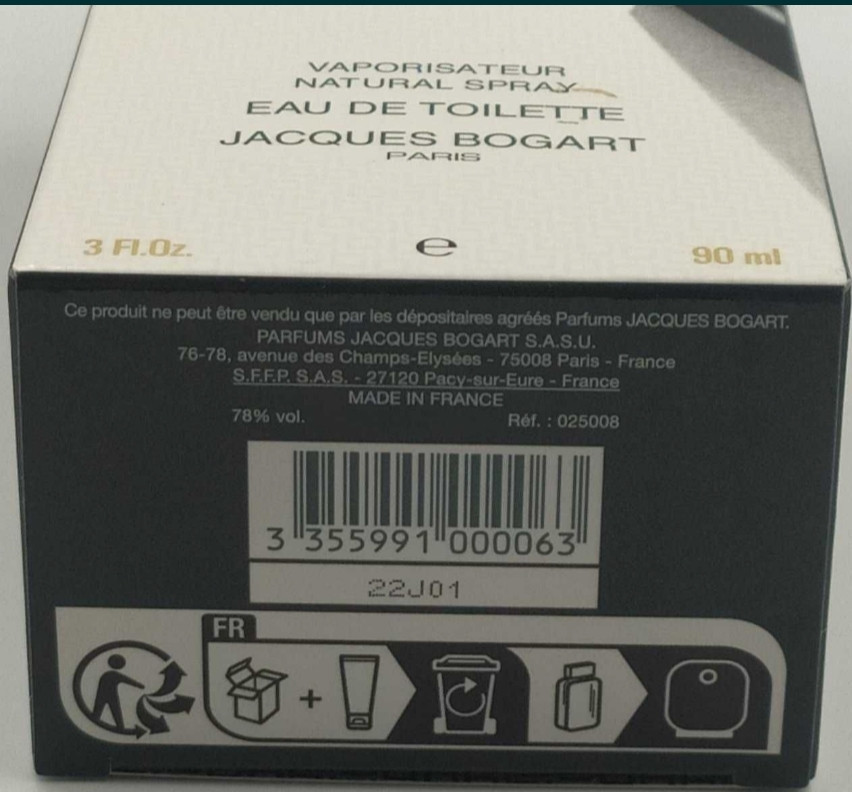 VAPORISATEUR
NATURAL SPRAY
EAU DE TOILETTE
JACQUES BOGART
PARIS
3 Fl.Oz. e 90 ml
Ce produit ne peut être vendu que par les dépositaires agréés Parfums JACQUES BOGART.
PARFUMS JACQUES BOGART S.A.S.U.
76-78, avenue des Champs-Elysées - 75008 Paris - France
S.F.F.P. S.A.S. - 27120 Pacy-sur-Eure - France
MADE IN FRANCE
78% vol. Réf. : 025008
3 355991 000063
22J01
FR
+